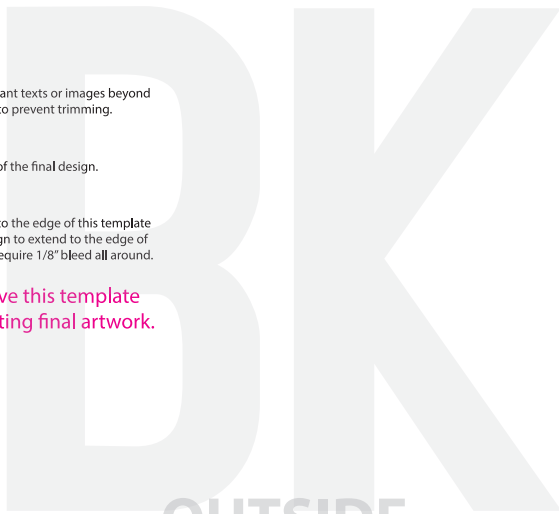 BK
ant texts or images beyond
to prevent trimming.
of the final design.
to the edge of this template
gn to extend to the edge of
equire 1/8" bleed all around.
ve this template
ting final artwork.
OUTSIDE